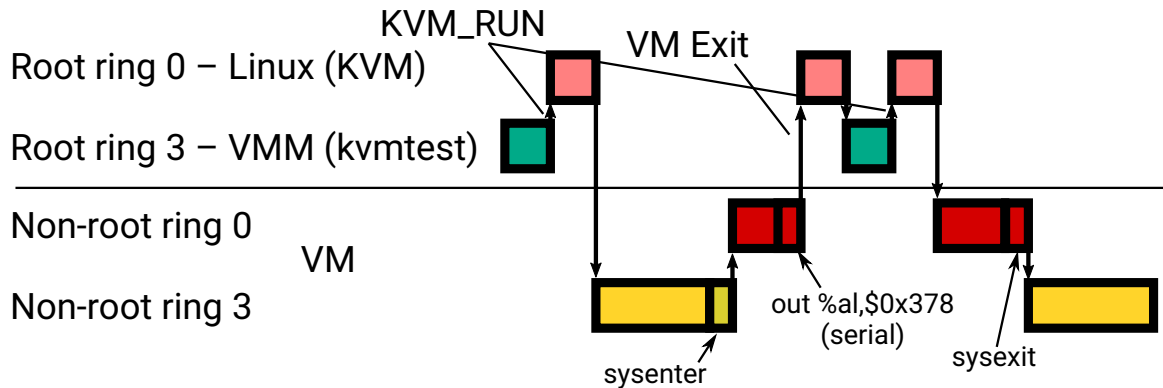 KVM_RUN
VM Exit
Root ring 0 – Linux (KVM)
Root ring 3 – VMM (kvmtest)
Non-root ring 0
VM
Non-root ring 3
out %al,$0x378
(serial)
sysenter
sysexit